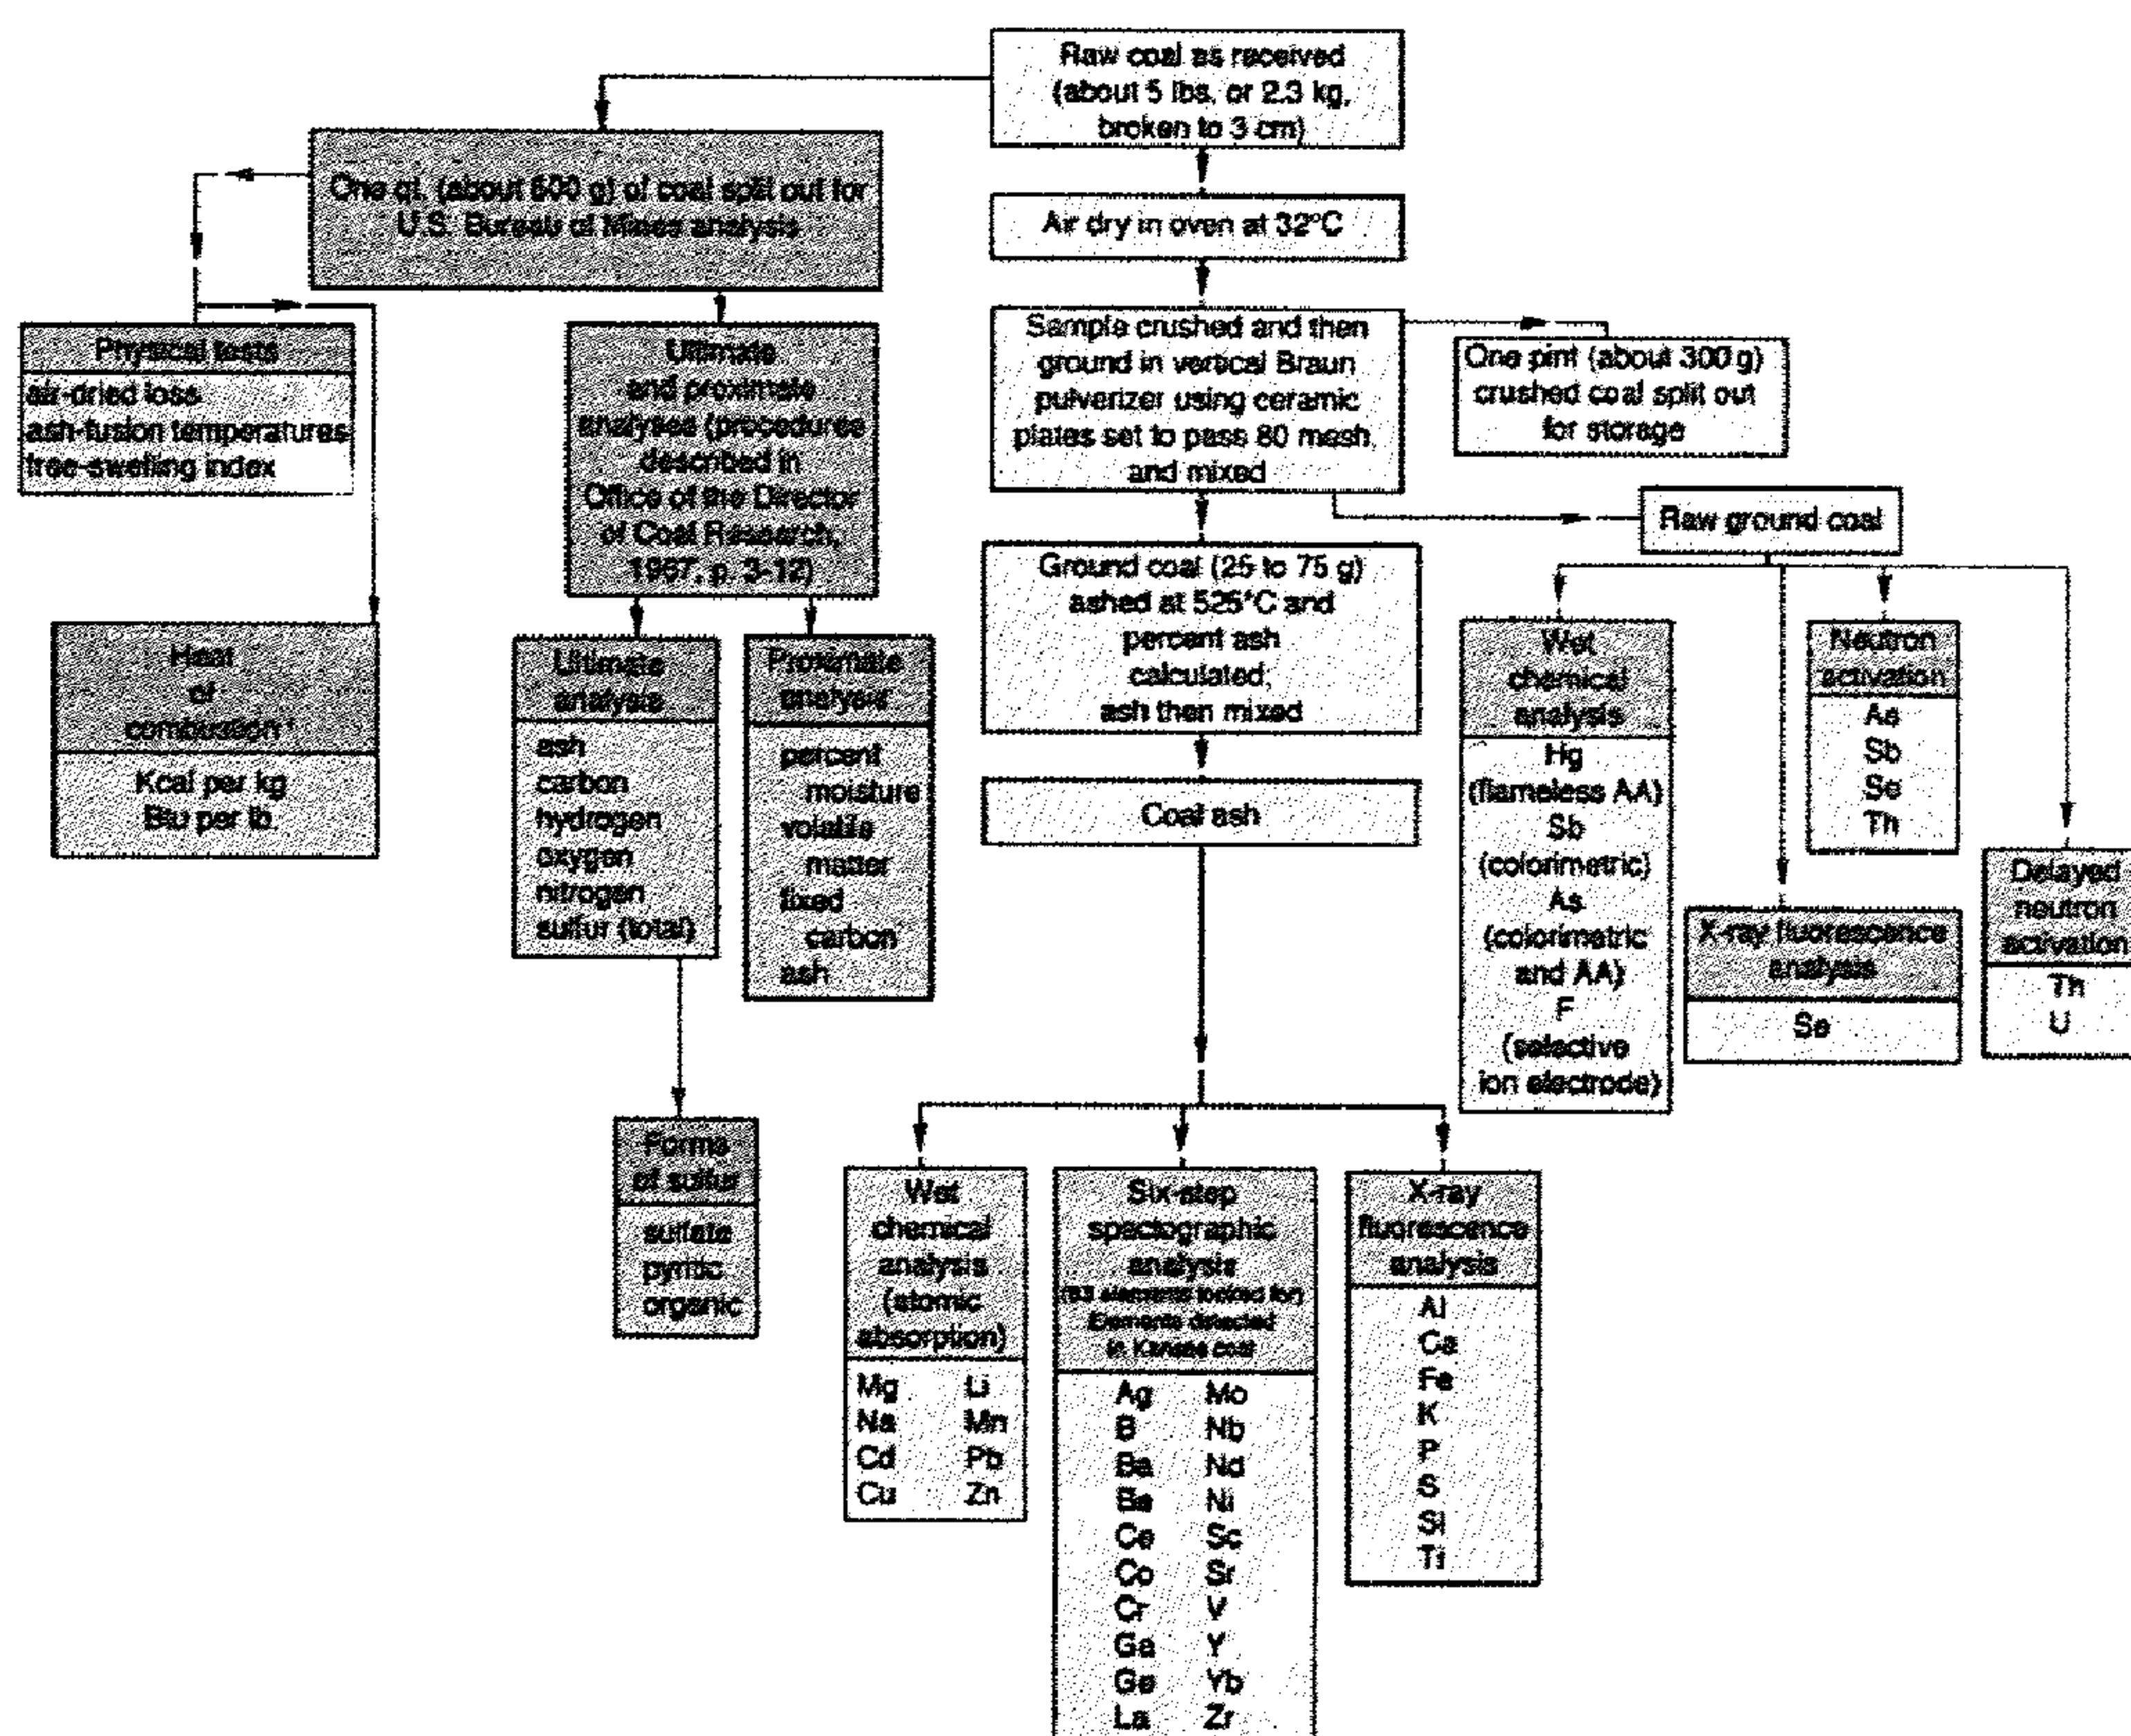 Raw coal as received
(about 5 lbs. or 2.3 kg,
broken to 3 cm)
One qt. (about 600 g) of coal split out for
U.S. Bureau of Mines analysis
Air dry in oven at 32°C
Physical tests
air-dried loss
ash-fusion temperatures
free-swelling index
Ultimate
and proximate
analyses (procedures
described in
Office of the Director
of Coal Research,
1967, p. 3-12)
Sample crushed and then
ground in vertical Braun
pulverizer using ceramic
plates set to pass 80 mesh
and mixed
One pint (about 300 g)
crushed coal split out
for storage
Raw ground coal
Ground coal (25 to 75 g)
ashed at 525°C and
percent ash
calculated;
ash then mixed
Heat
of
combustion
Kcal per kg
Btu per lb
Ultimate
analysis
ash
carbon
hydrogen
oxygen
nitrogen
sulfur (total)
Proximate
analysis
percent
moisture
volatile
matter
fixed
carbon
ash
Coal ash
Wet
chemical
analysis
Hg
(flameless AA)
Sb
(colorimetric)
As
(colorimetric
and AA)
F
(selective
ion electrode)
Neutron
activation
As
Sb
Se
Th
X-ray fluorescence
analysis
Se
Delayed
neutron
activation
Th
U
Forms
of sulfur
sulfate
pyritic
organic
Wet
chemical
analysis
(atomic
absorption)
Mg Li
Na Mn
Cd Pb
Cu Zn
Six-step
spectographic
analysis
elements looked for)
Elements detected
in Kansas coal
Ag Mo
B Nb
Ba Nd
Be Ni
Ce Sc
Co Sr
Cr V
Ga Y
Ge Yb
La Zr
X-ray
fluorescence
analysis
Al
Ca
Fe
K
P
S
Si
Ti